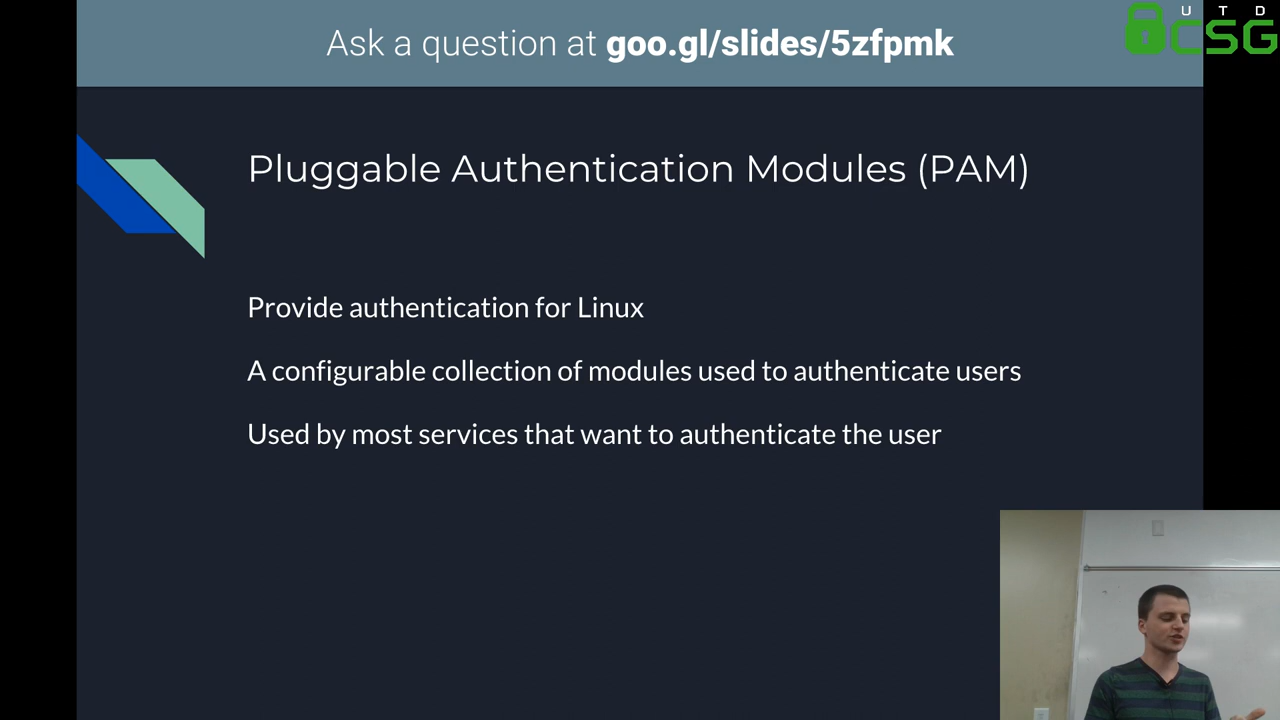 Ask a question at goo.gl/slides/5zfpmk
U T D
CSG
Pluggable Authentication Modules (PAM)
Provide authentication for Linux
A configurable collection of modules used to authenticate users
Used by most services that want to authenticate the user